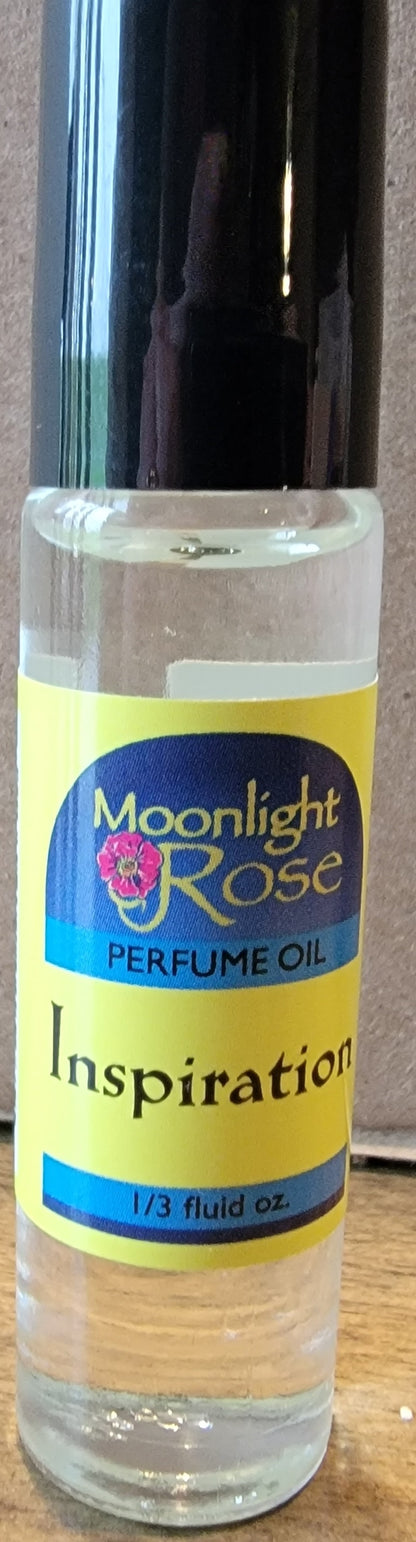 Moonlight
Rose
PERFUME OIL
Inspiration
1/3 fluid oz.